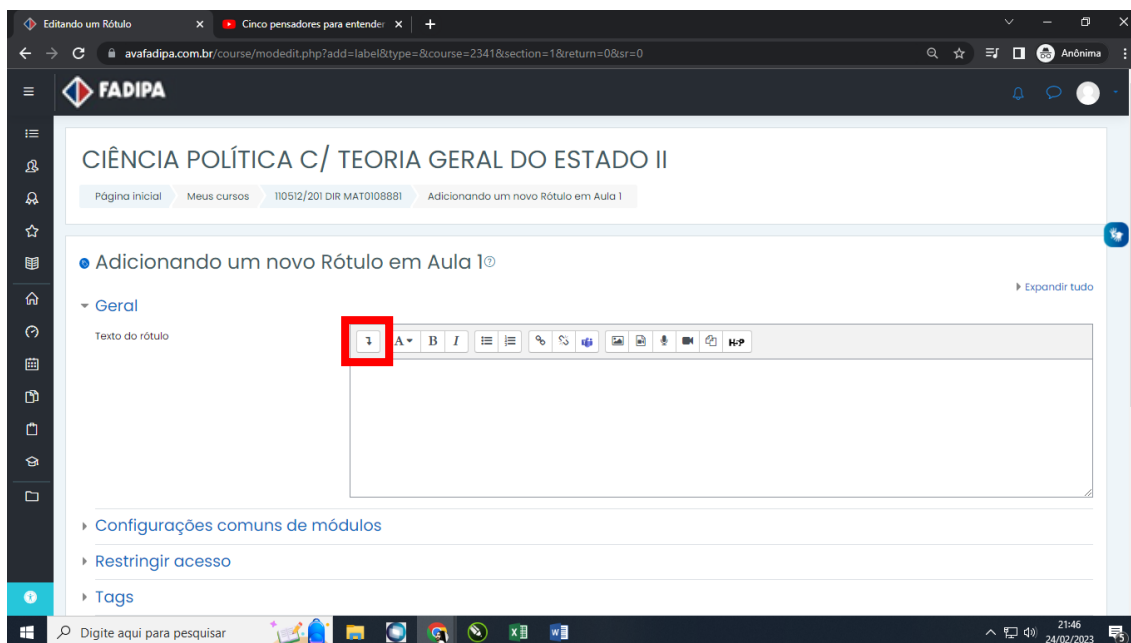 Editando um Rótulo
Cinco pensadores para entender
avafadipa.com.br/course/modedit.php?add=label&type=&course=2341&section=1&return=0&sr=0
Anônima
FADIPA
CIÊNCIA POLÍTICA C/ TEORIA GERAL DO ESTADO II
Página inicial Meus cursos 110512/201 DIR MAT0108881 Adicionando um novo Rótulo em Aula 1
Adicionando um novo Rótulo em Aula 1
Expandir tudo
Geral
Texto do rótulo
A B I H-P
Configurações comuns de módulos
Restringir acesso
Tags
Digite aqui para pesquisar
21:46
24/02/2023